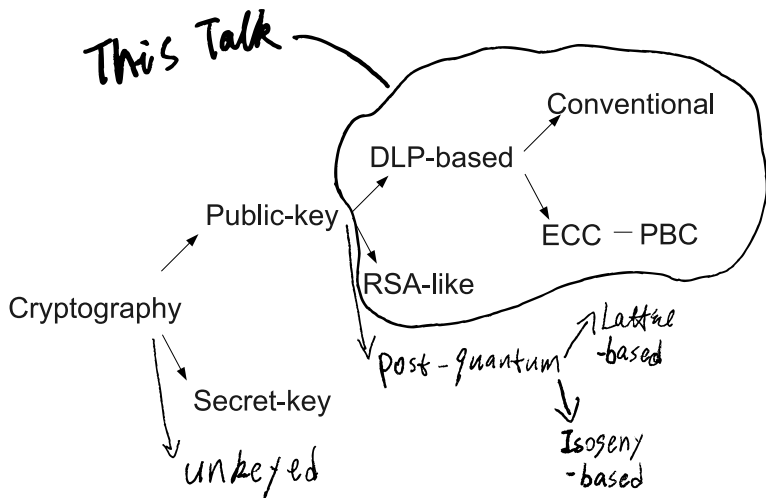 This Talk
Conventional
DLP-based
Public-key
ECC – PBC
RSA-like
Cryptography
Lattice
-based
post-quantum
Secret-key
Isogeny
-based
unkeyed